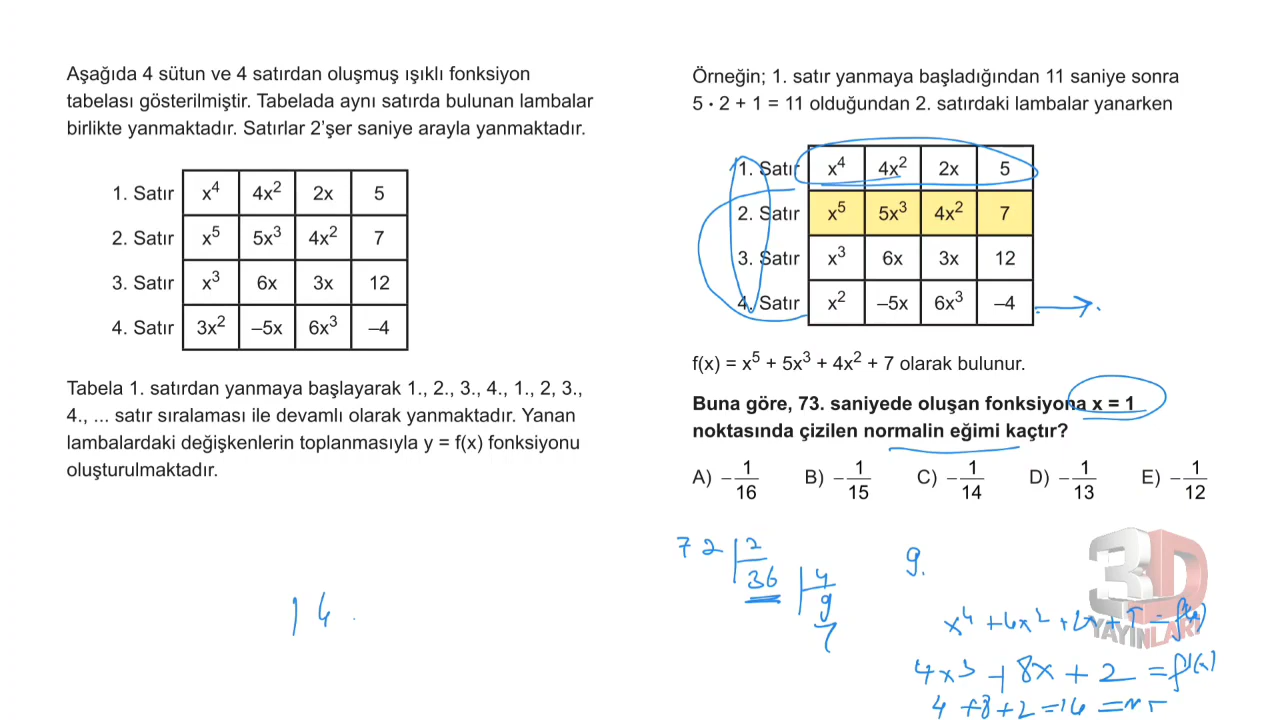 Aşağıda 4 sütun ve 4 satırdan oluşmuş ışıklı fonksiyon
tabelası gösterilmiştir. Tabelada aynı satırda bulunan lambalar
birlikte yanmaktadır. Satırlar 2'şer saniye arayla yanmaktadır.
1. Satır x⁴ 4x² 2x 5
2. Satır x⁵ 5x³ 4x² 7
3. Satır x³ 6x 3x 12
4. Satır 3x² –5x 6x³ –4
Tabela 1. satırdan yanmaya başlayarak 1., 2., 3., 4., 1., 2, 3.,
4., ... satır sıralaması ile devamlı olarak yanmaktadır. Yanan
lambalardaki değişkenlerin toplanmasıyla y = f(x) fonksiyonu
oluşturulmaktadır.
14
Örneğin; 1. satır yanmaya başladığından 11 saniye sonra
5 • 2 + 1 = 11 olduğundan 2. satırdaki lambalar yanarken
1. Satır x⁴ 4x² 2x 5
2. Satır x⁵ 5x³ 4x² 7
3. Satır x³ 6x 3x 12
4. Satır x² –5x 6x³ –4
f(x) = x⁵ + 5x³ + 4x² + 7 olarak bulunur.
Buna göre, 73. saniyede oluşan fonksiyona x = 1
noktasında çizilen normalin eğimi kaçtır?
A) –1/16 B) –1/15 C) –1/14 D) –1/13 E) –1/12
72 2
36 4
9
9.
3D
YAYINLARI
4x³ + 8x + 2 = f'(x)
4 + 8 + 2 = 14